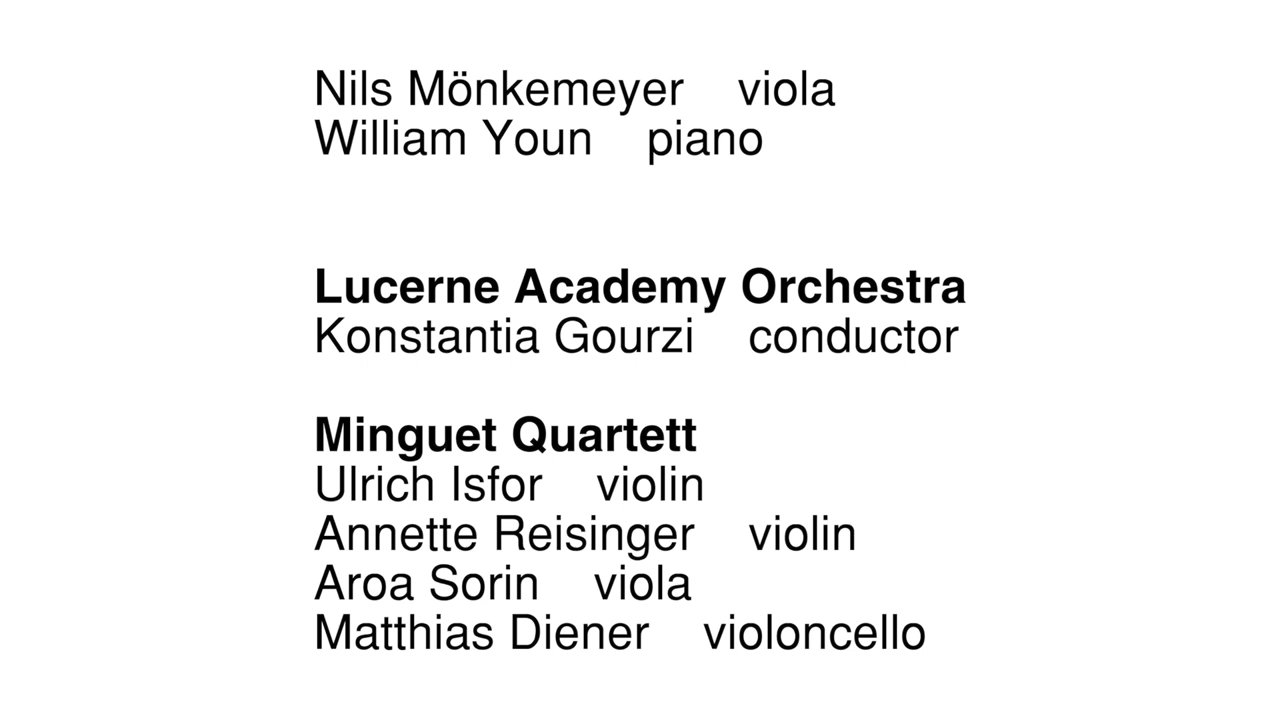 Nils Mönkemeyer viola
William Youn piano
Lucerne Academy Orchestra
Konstantia Gourzi conductor
Minguet Quartett
Ulrich Isfor violin
Annette Reisinger violin
Aroa Sorin viola
Matthias Diener violoncello